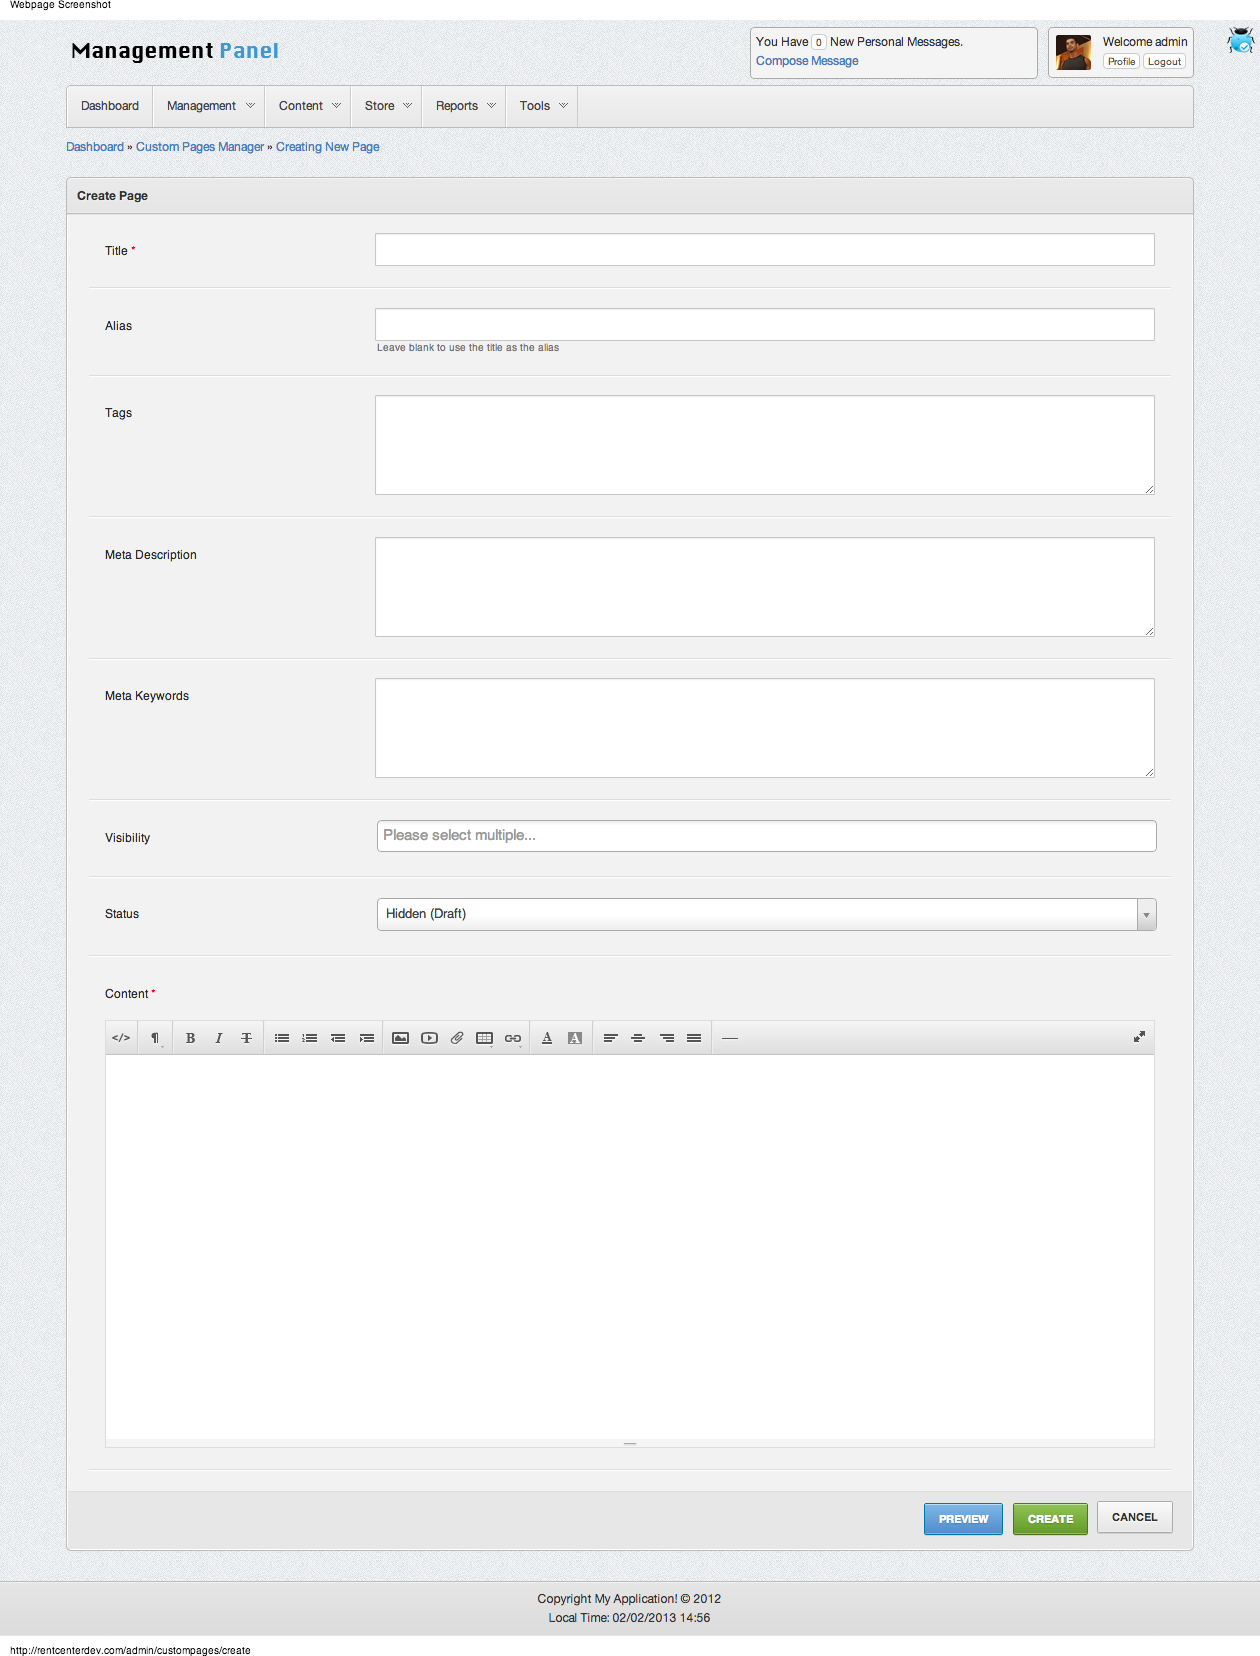 Webpage Screenshot
Management Panel
You Have 0 New Personal Messages.
Compose Message
Welcome admin
Profile Logout
Dashboard Management Content Store Reports Tools
Dashboard » Custom Pages Manager » Creating New Page
Create Page
Title *
Alias
Leave blank to use the title as the alias
Tags
Meta Description
Meta Keywords
Visibility Please select multiple...
Status Hidden (Draft)
Content *
</> ¶ B I T A A
PREVIEW CREATE CANCEL
Copyright My Application! © 2012
Local Time: 02/02/2013 14:56
http://rentcenterdev.com/admin/custompages/create